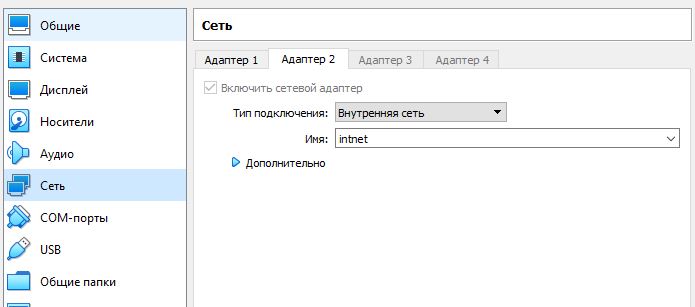 Общие
Система
Дисплей
Носители
Аудио
Сеть
COM-порты
USB
Общие папки
Сеть
Адаптер 1 Адаптер 2 Адаптер 3 Адаптер 4
Включить сетевой адаптер
Тип подключения: Внутренняя сеть
Имя: intnet
Дополнительно